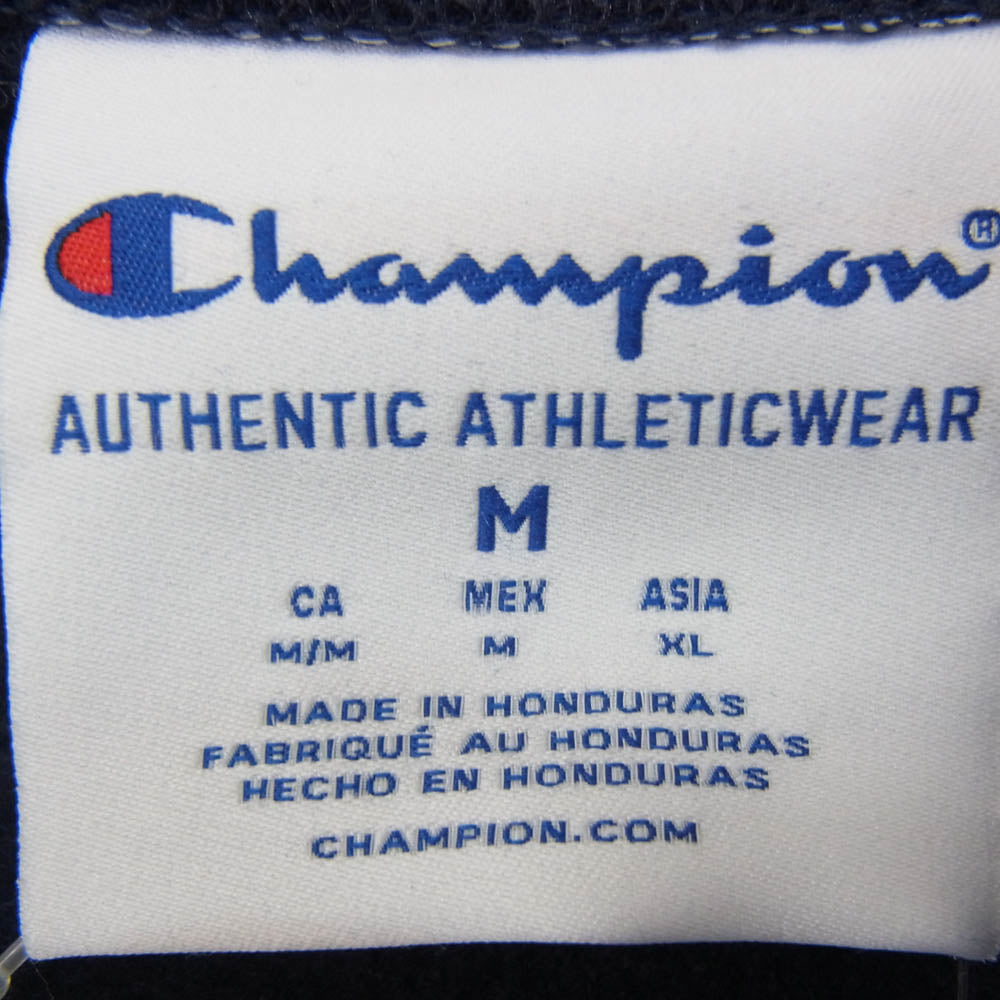 Champion®
AUTHENTIC ATHLETICWEAR
M
CA MEX ASIA
M/M M XL
MADE IN HONDURAS
FABRIQUÉ AU HONDURAS
HECHO EN HONDURAS
CHAMPION.COM